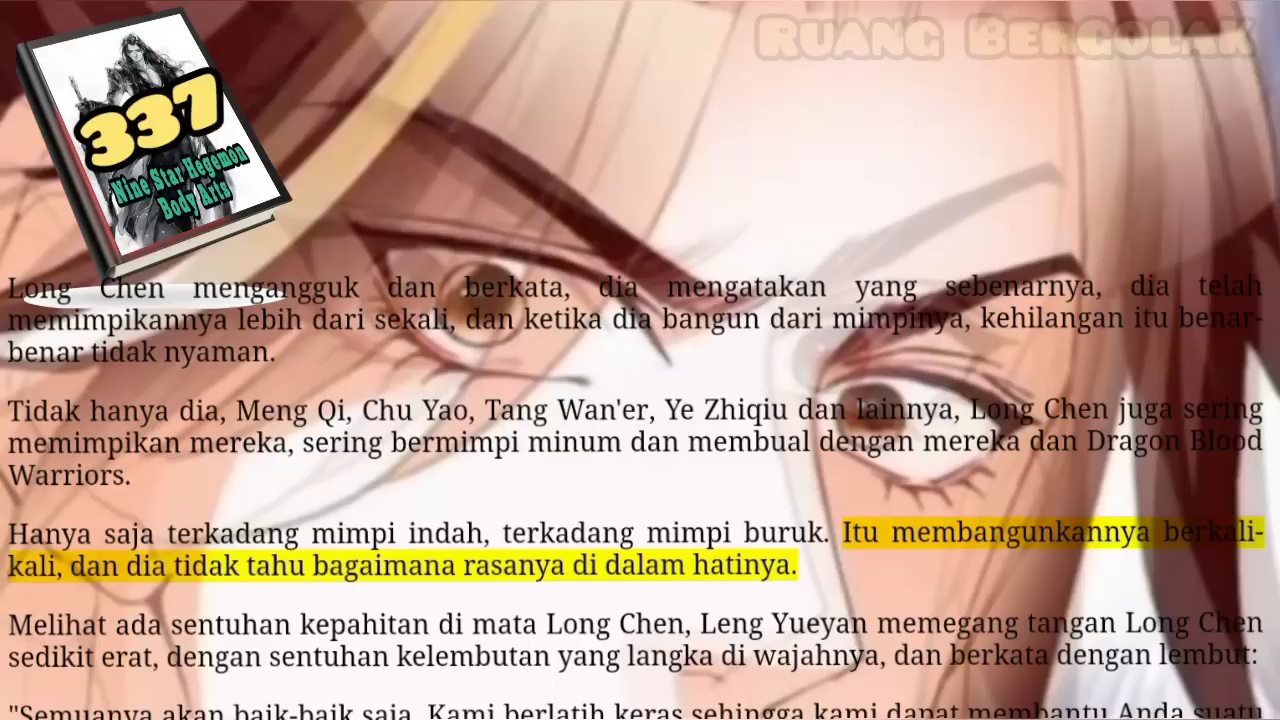 RUANG BERGOLAK
337
Nine Star Hegemon
Body Arts
Long Chen mengangguk dan berkata, dia mengatakan yang sebenarnya, dia telah
memimpikannya lebih dari sekali, dan ketika dia bangun dari mimpinya, kehilangan itu benar-
benar tidak nyaman.
Tidak hanya dia, Meng Qi, Chu Yao, Tang Wan'er, Ye Zhiqiu dan lainnya, Long Chen juga sering
memimpikan mereka, sering bermimpi minum dan membual dengan mereka dan Dragon Blood
Warriors.
Hanya saja terkadang mimpi indah, terkadang mimpi buruk. Itu membangunkannya berkali-
kali, dan dia tidak tahu bagaimana rasanya di dalam hatinya.
Melihat ada sentuhan kepahitan di mata Long Chen, Leng Yueyan memegang tangan Long Chen
sedikit erat, dengan sentuhan kelembutan yang langka di wajahnya, dan berkata dengan lembut:
"Semuanya akan baik-baik saja. Kami berlatih keras sehingga kami dapat membantu Anda suatu